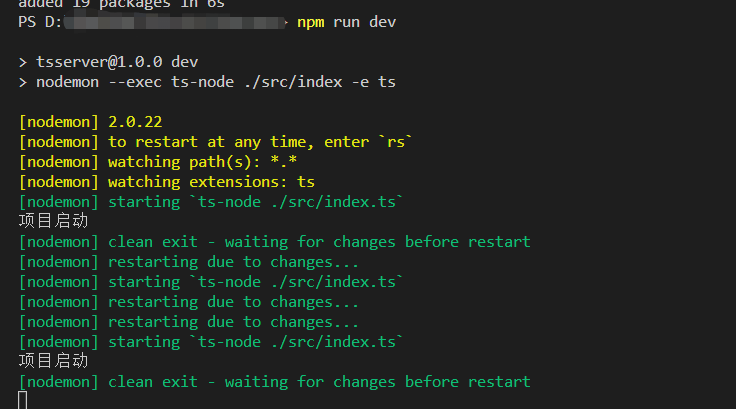 added 19 packages in 6s
PS D: npm run dev
> tsserver@1.0.0 dev
> nodemon --exec ts-node ./src/index -e ts
[nodemon] 2.0.22
[nodemon] to restart at any time, enter `rs`
[nodemon] watching path(s): *.*
[nodemon] watching extensions: ts
[nodemon] starting `ts-node ./src/index.ts`
项目启动
[nodemon] clean exit - waiting for changes before restart
[nodemon] restarting due to changes...
[nodemon] starting `ts-node ./src/index.ts`
[nodemon] restarting due to changes...
[nodemon] restarting due to changes...
[nodemon] starting `ts-node ./src/index.ts`
项目启动
[nodemon] clean exit - waiting for changes before restart